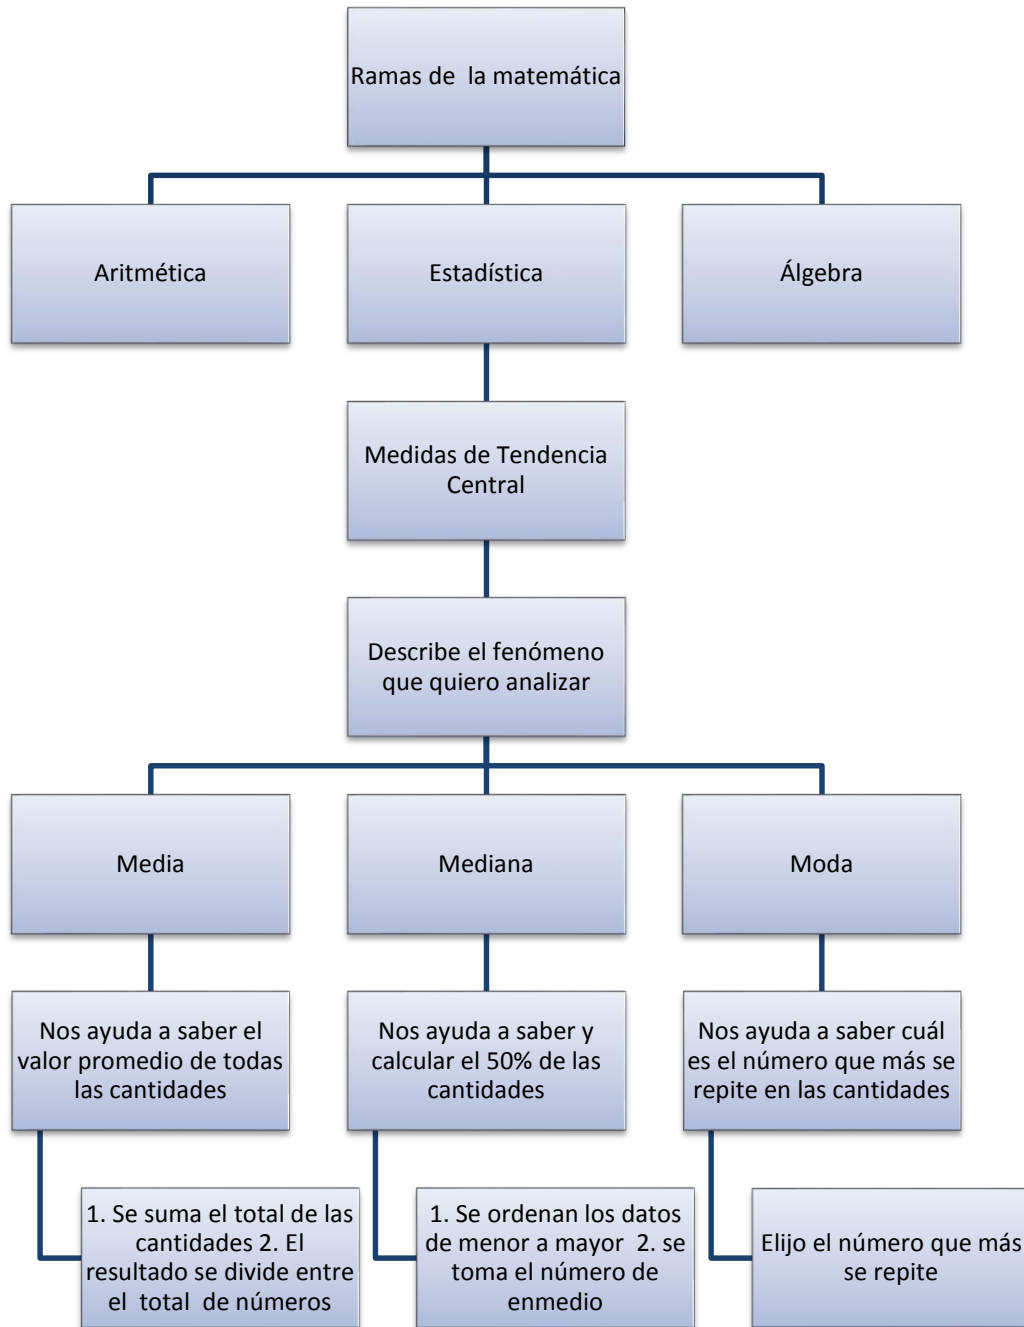 Ramas de  la matemática
Aritmética
Estadística
Álgebra
Medidas de Tendencia
Central
Describe el fenómeno
que quiero analizar
Media
Mediana
Moda
Nos ayuda a saber el
valor promedio de todas
las cantidades
Nos ayuda a saber y
calcular el 50% de las
cantidades
Nos ayuda a saber cuál
es el número que más se
repite en las cantidades
1. Se suma el total de las
cantidades 2. El
resultado se divide entre
el  total  de números
1. Se ordenan los datos
de menor a mayor  2. se
toma el número de
enmedio
Elijo el número que más
se repite